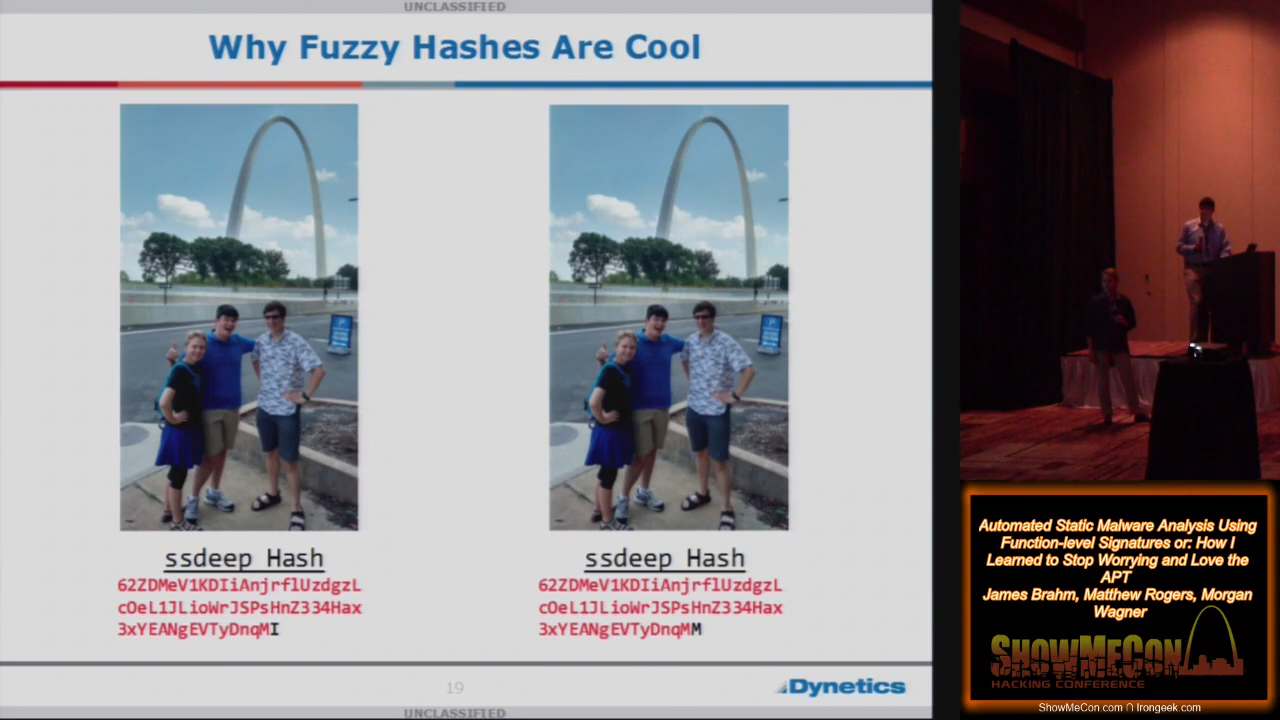 UNCLASSIFIED
Why Fuzzy Hashes Are Cool
ssdeep Hash
62ZDMeV1KDIiAnjrflUzdgzL
cOeL1JLioWrJSPsHnZ334Hax
3xYEANgEVTyDnqMI
ssdeep Hash
62ZDMeV1KDIiAnjrflUzdgzL
cOeL1JLioWrJSPsHnZ334Hax
3xYEANgEVTyDnqMM
19
Dynetics
UNCLASSIFIED
Automated Static Malware Analysis Using
Function-level Signatures or: How I
Learned to Stop Worrying and Love the
APT
James Brahm, Matthew Rogers, Morgan
Wagner
SHOWMECON
HACKING CONFERENCE
ShowMeCon.com ∩ Irongeek.com